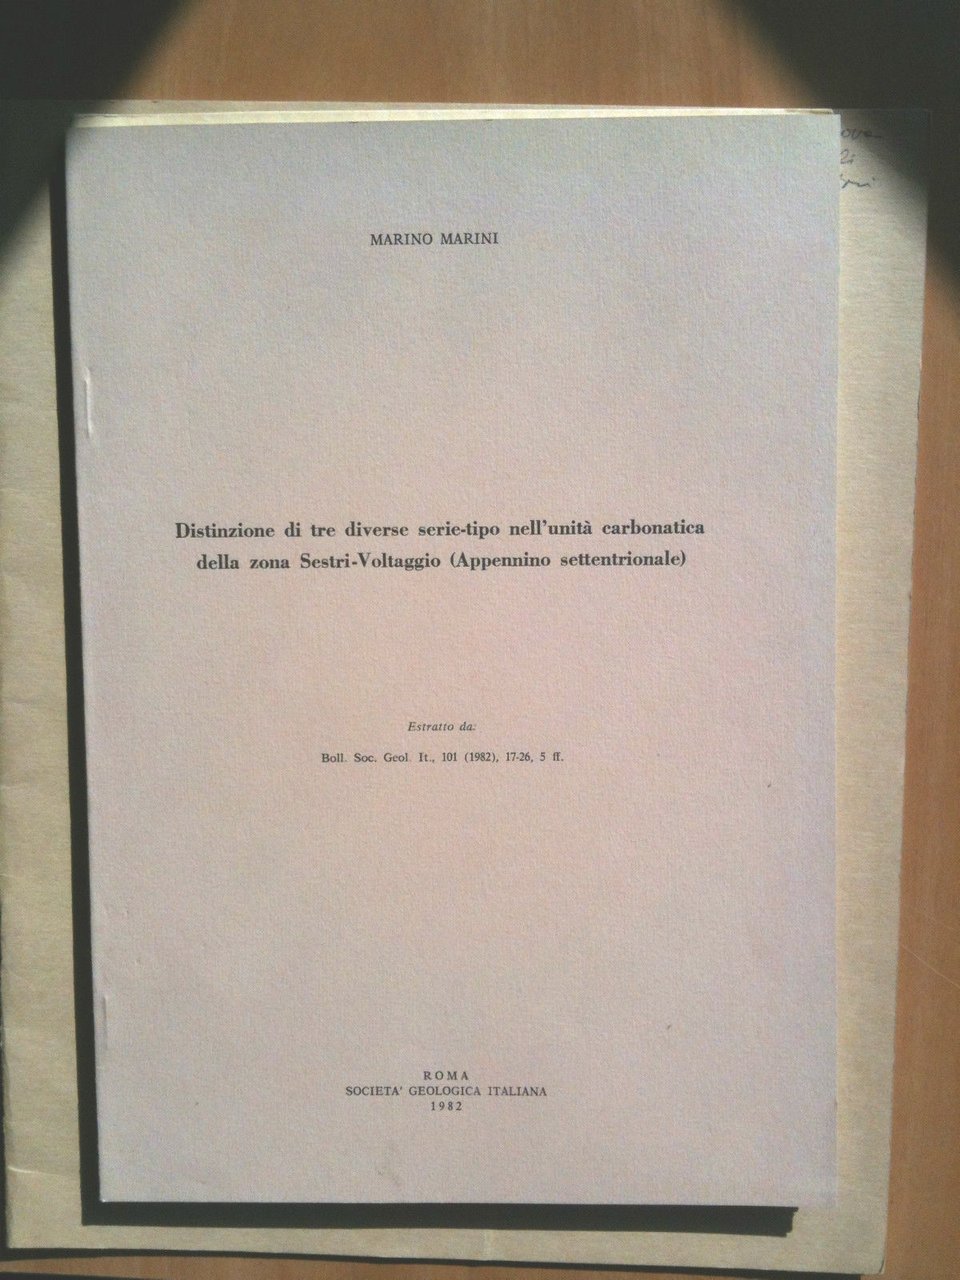 MARINO MARINI
Distinzione di tre diverse serie-tipo nell'unità carbonatica
della zona Sestri-Voltaggio (Appennino settentrionale)
Estratto da:
Boll. Soc. Geol. It., 101 (1982), 17-26, 5 ff.
ROMA
SOCIETA' GEOLOGICA ITALIANA
1982